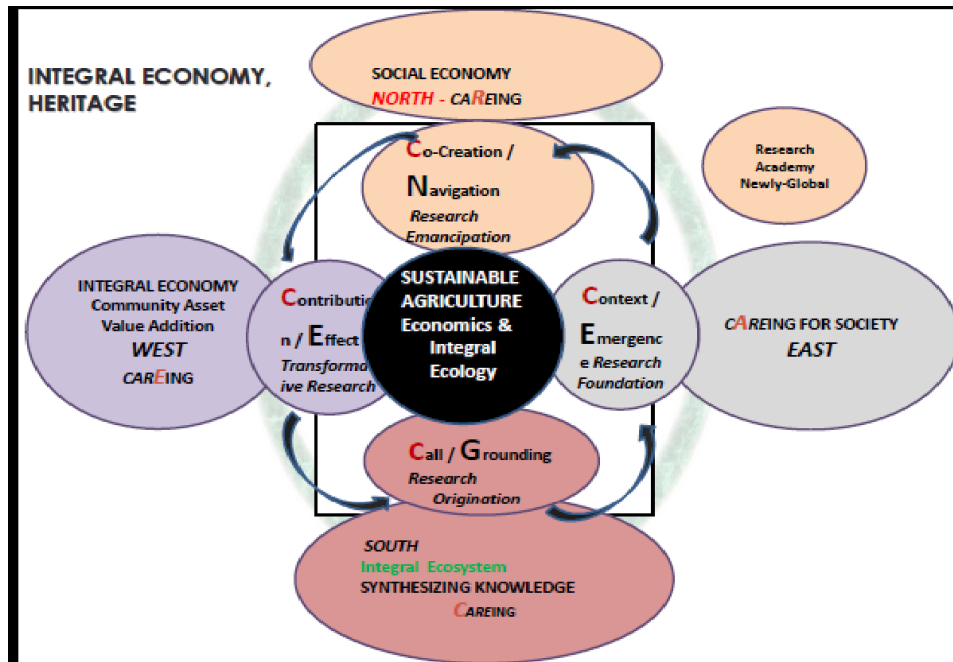 INTEGRAL ECONOMY,
HERITAGE
SOCIAL ECONOMY
NORTH - CAREING
Research
Academy
Newly-Global
Co-Creation /
Navigation
Research
Emancipation
INTEGRAL ECONOMY
Community Asset
Value Addition
WEST
CAREING
Contributio
n / Effect
Transformat
ive Research
SUSTAINABLE
AGRICULTURE
Economics &
Integral
Ecology
Context /
Emergenc
e Research
Foundation
CAREING FOR SOCIETY
EAST
Call / Grounding
Research
Origination
SOUTH
Integral Ecosystem
SYNTHESIZING KNOWLEDGE
CAREING